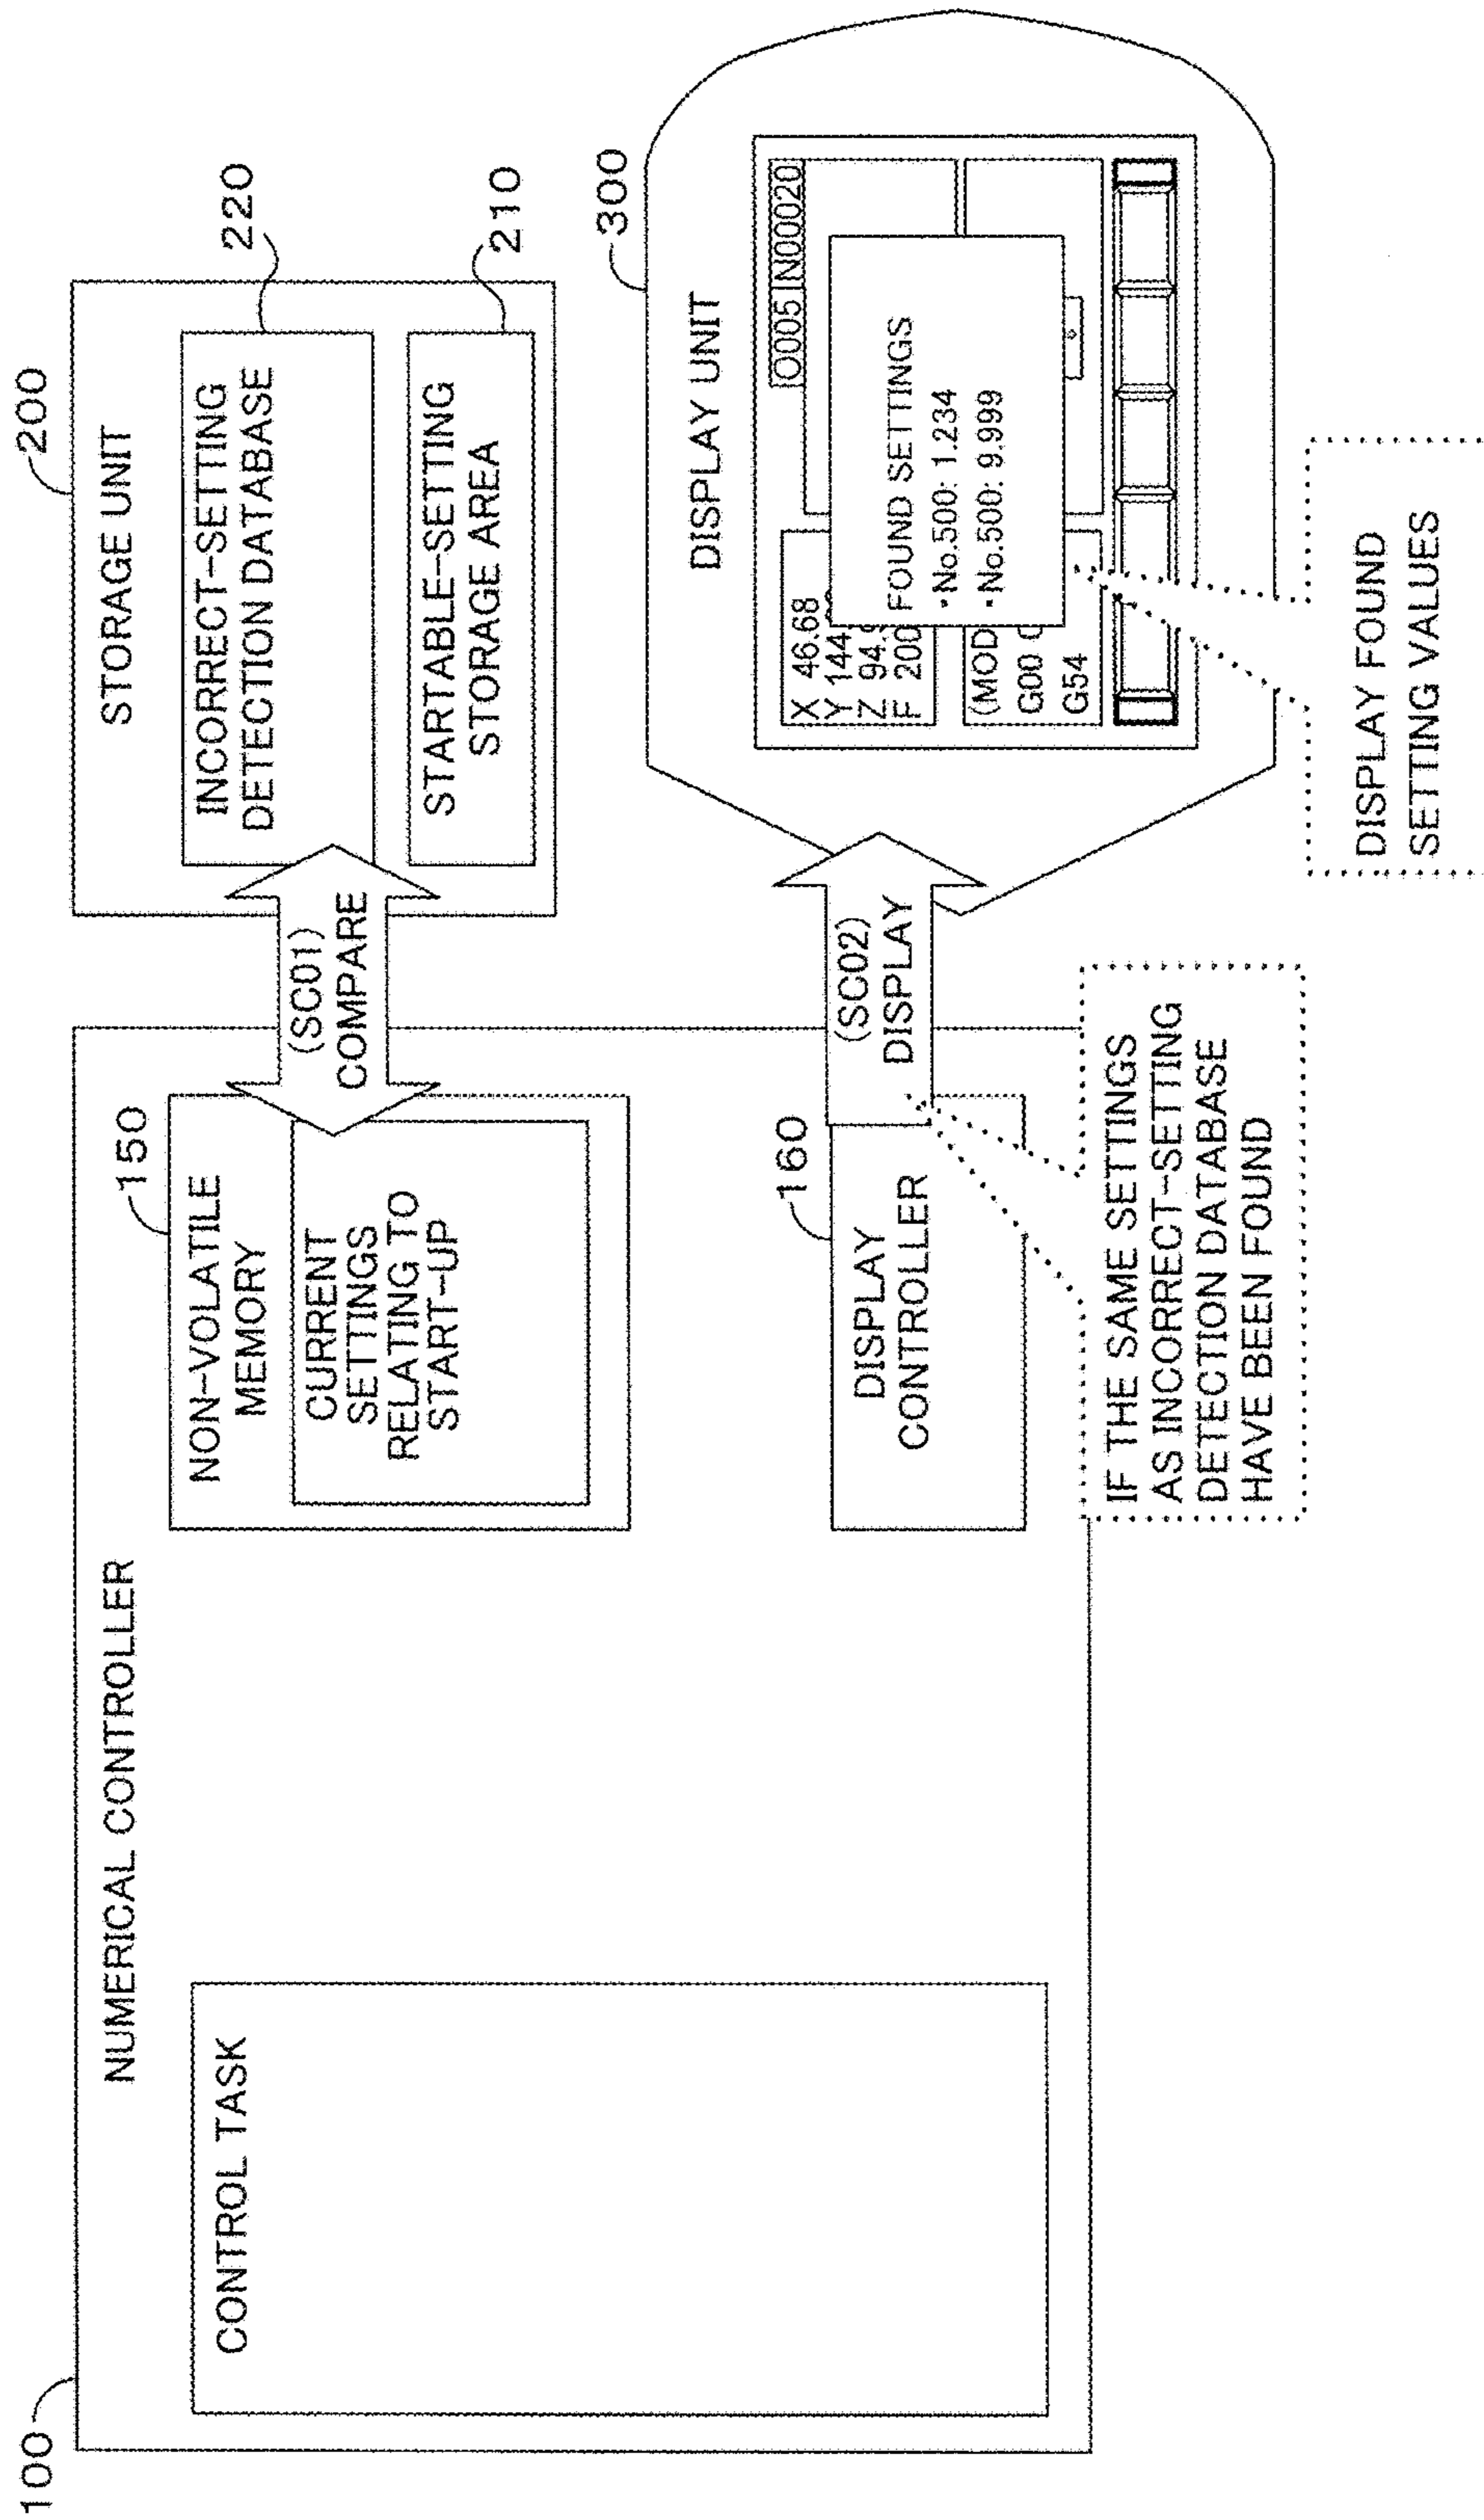 100
NUMERICAL CONTROLLER
CONTROL TASK
150
NON-VOLATILE
MEMORY
CURRENT
SETTINGS
RELATING TO
START-UP
160
DISPLAY
CONTROLLER
IF THE SAME SETTINGS
AS INCORRECT-SETTING
DETECTION DATABASE
HAVE BEEN FOUND
(SC01)
COMPARE
(SC02)
DISPLAY
200
STORAGE UNIT
220
INCORRECT-SETTING
DETECTION DATABASE
210
STARTABLE-SETTING
STORAGE AREA
300
DISPLAY UNIT
O005 N00020
X 46.68
Y 144
Z 94.9
F 200
FOUND SETTINGS
・No.500: 1.234
・No.500: 9.999
(MOD
G00 G
G54
DISPLAY FOUND
SETTING VALUES